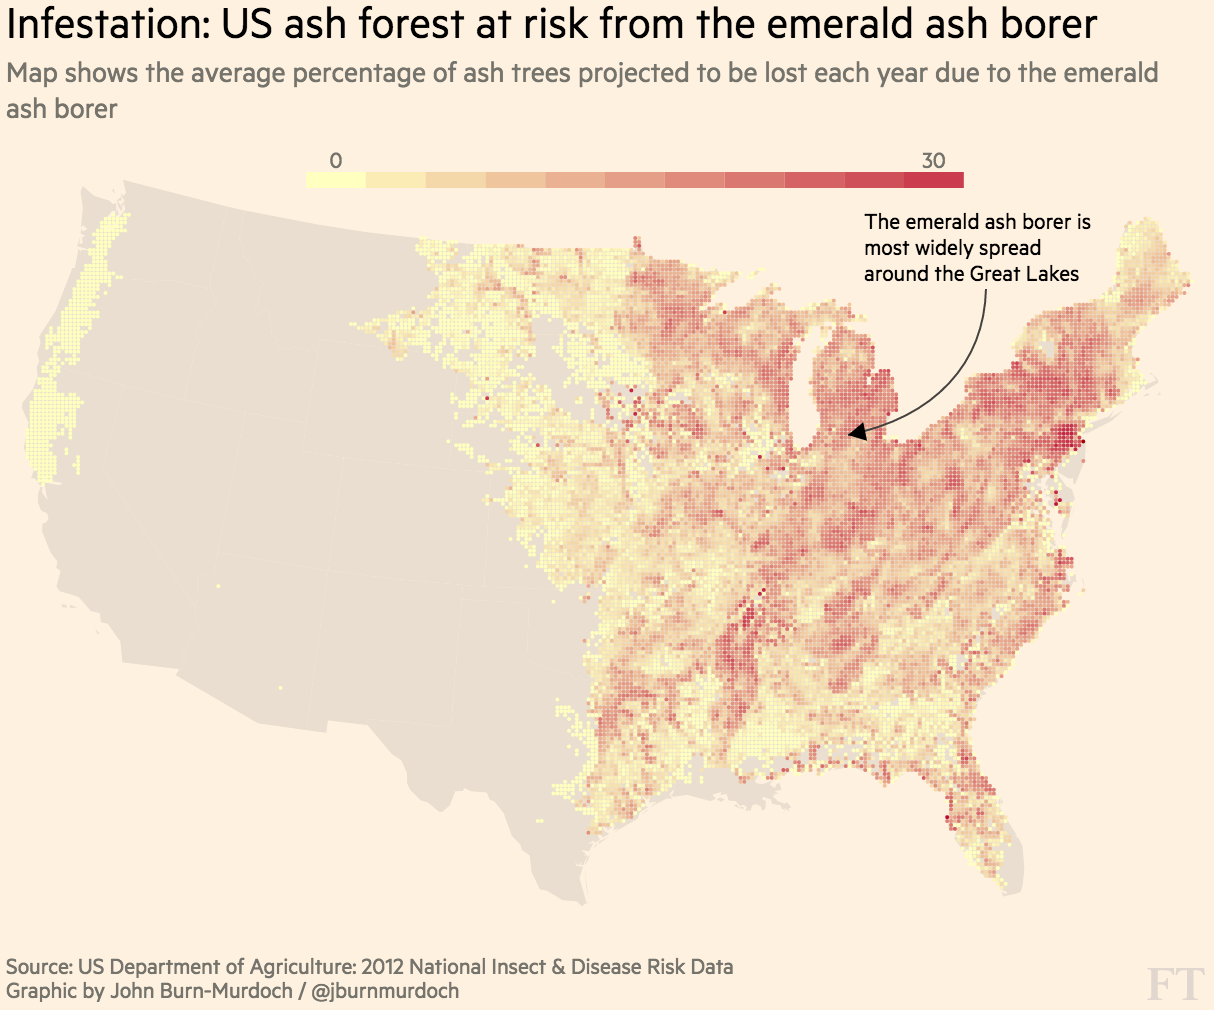 Infestation: US ash forest at risk from the emerald ash borer
Map shows the average percentage of ash trees projected to be lost each year due to the emerald
ash borer
0 30
The emerald ash borer is
most widely spread
around the Great Lakes
Source: US Department of Agriculture: 2012 National Insect & Disease Risk Data
Graphic by John Burn-Murdoch / @jburnmurdoch
FT